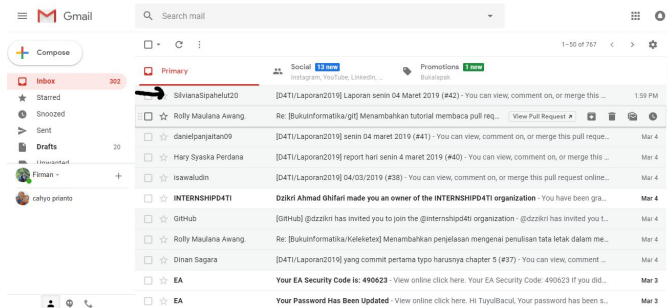 Gmail
Search mail
Compose
1–50 of 767
Inbox 302
Starred
Snoozed
Sent
Drafts 20
Unwanted
Firman
cahyo prianto
Primary
Social 13 new
Instagram, YouTube, LinkedIn, ...
Promotions 1 new
Bukalapak
SilvianaSipahelut20 [D4TI/Laporan2019] Laporan senin 04 Maret 2019 (#42) - You can view, comment on, or merge this ... 1:59 PM
Rolly Maulana Awang. Re: [Bukuinformatika/git] Menambahkan tutorial membaca pull req... View Pull Request
danielpanjaitan09 [D4TI/Laporan2019] senin 04 maret 2019 (#41) - You can view, comment on, or merge this pull reque... Mar 4
Hary Syaska Perdana [D4TI/Laporan2019] report hari senin 4 maret 2019 (#40) - You can view, comment on, or merge this ... Mar 4
isawaludin [D4TI/Laporan2019] 04/03/2019 (#38) - You can view, comment on, or merge this pull request online... Mar 4
INTERNSHIPD4TI Dzikri Ahmad Ghifari made you an owner of the INTERNSHIPD4TI organization - You have been gra... Mar 4
GitHub [GitHub] @dzzikri has invited you to join the @internshipd4ti organization - @dzzikri has invited you t... Mar 4
Rolly Maulana Awang. Re: [Bukuinformatika/Keleketex] Menambahkan penjelasan mengenai penulisan tata letak dalam me... Mar 4
Dinan Sagara [D4TI/Laporan2019] yang commit pertama typo harusnya chapter 5 (#37) - You can view, comment ... Mar 4
EA Your EA Security Code is: 490623 - View online click here. Your EA Security Code: 490623 If you did... Mar 3
EA Your Password Has Been Updated - View online click here. Hi TuyulBacul, Your password has been s... Mar 3